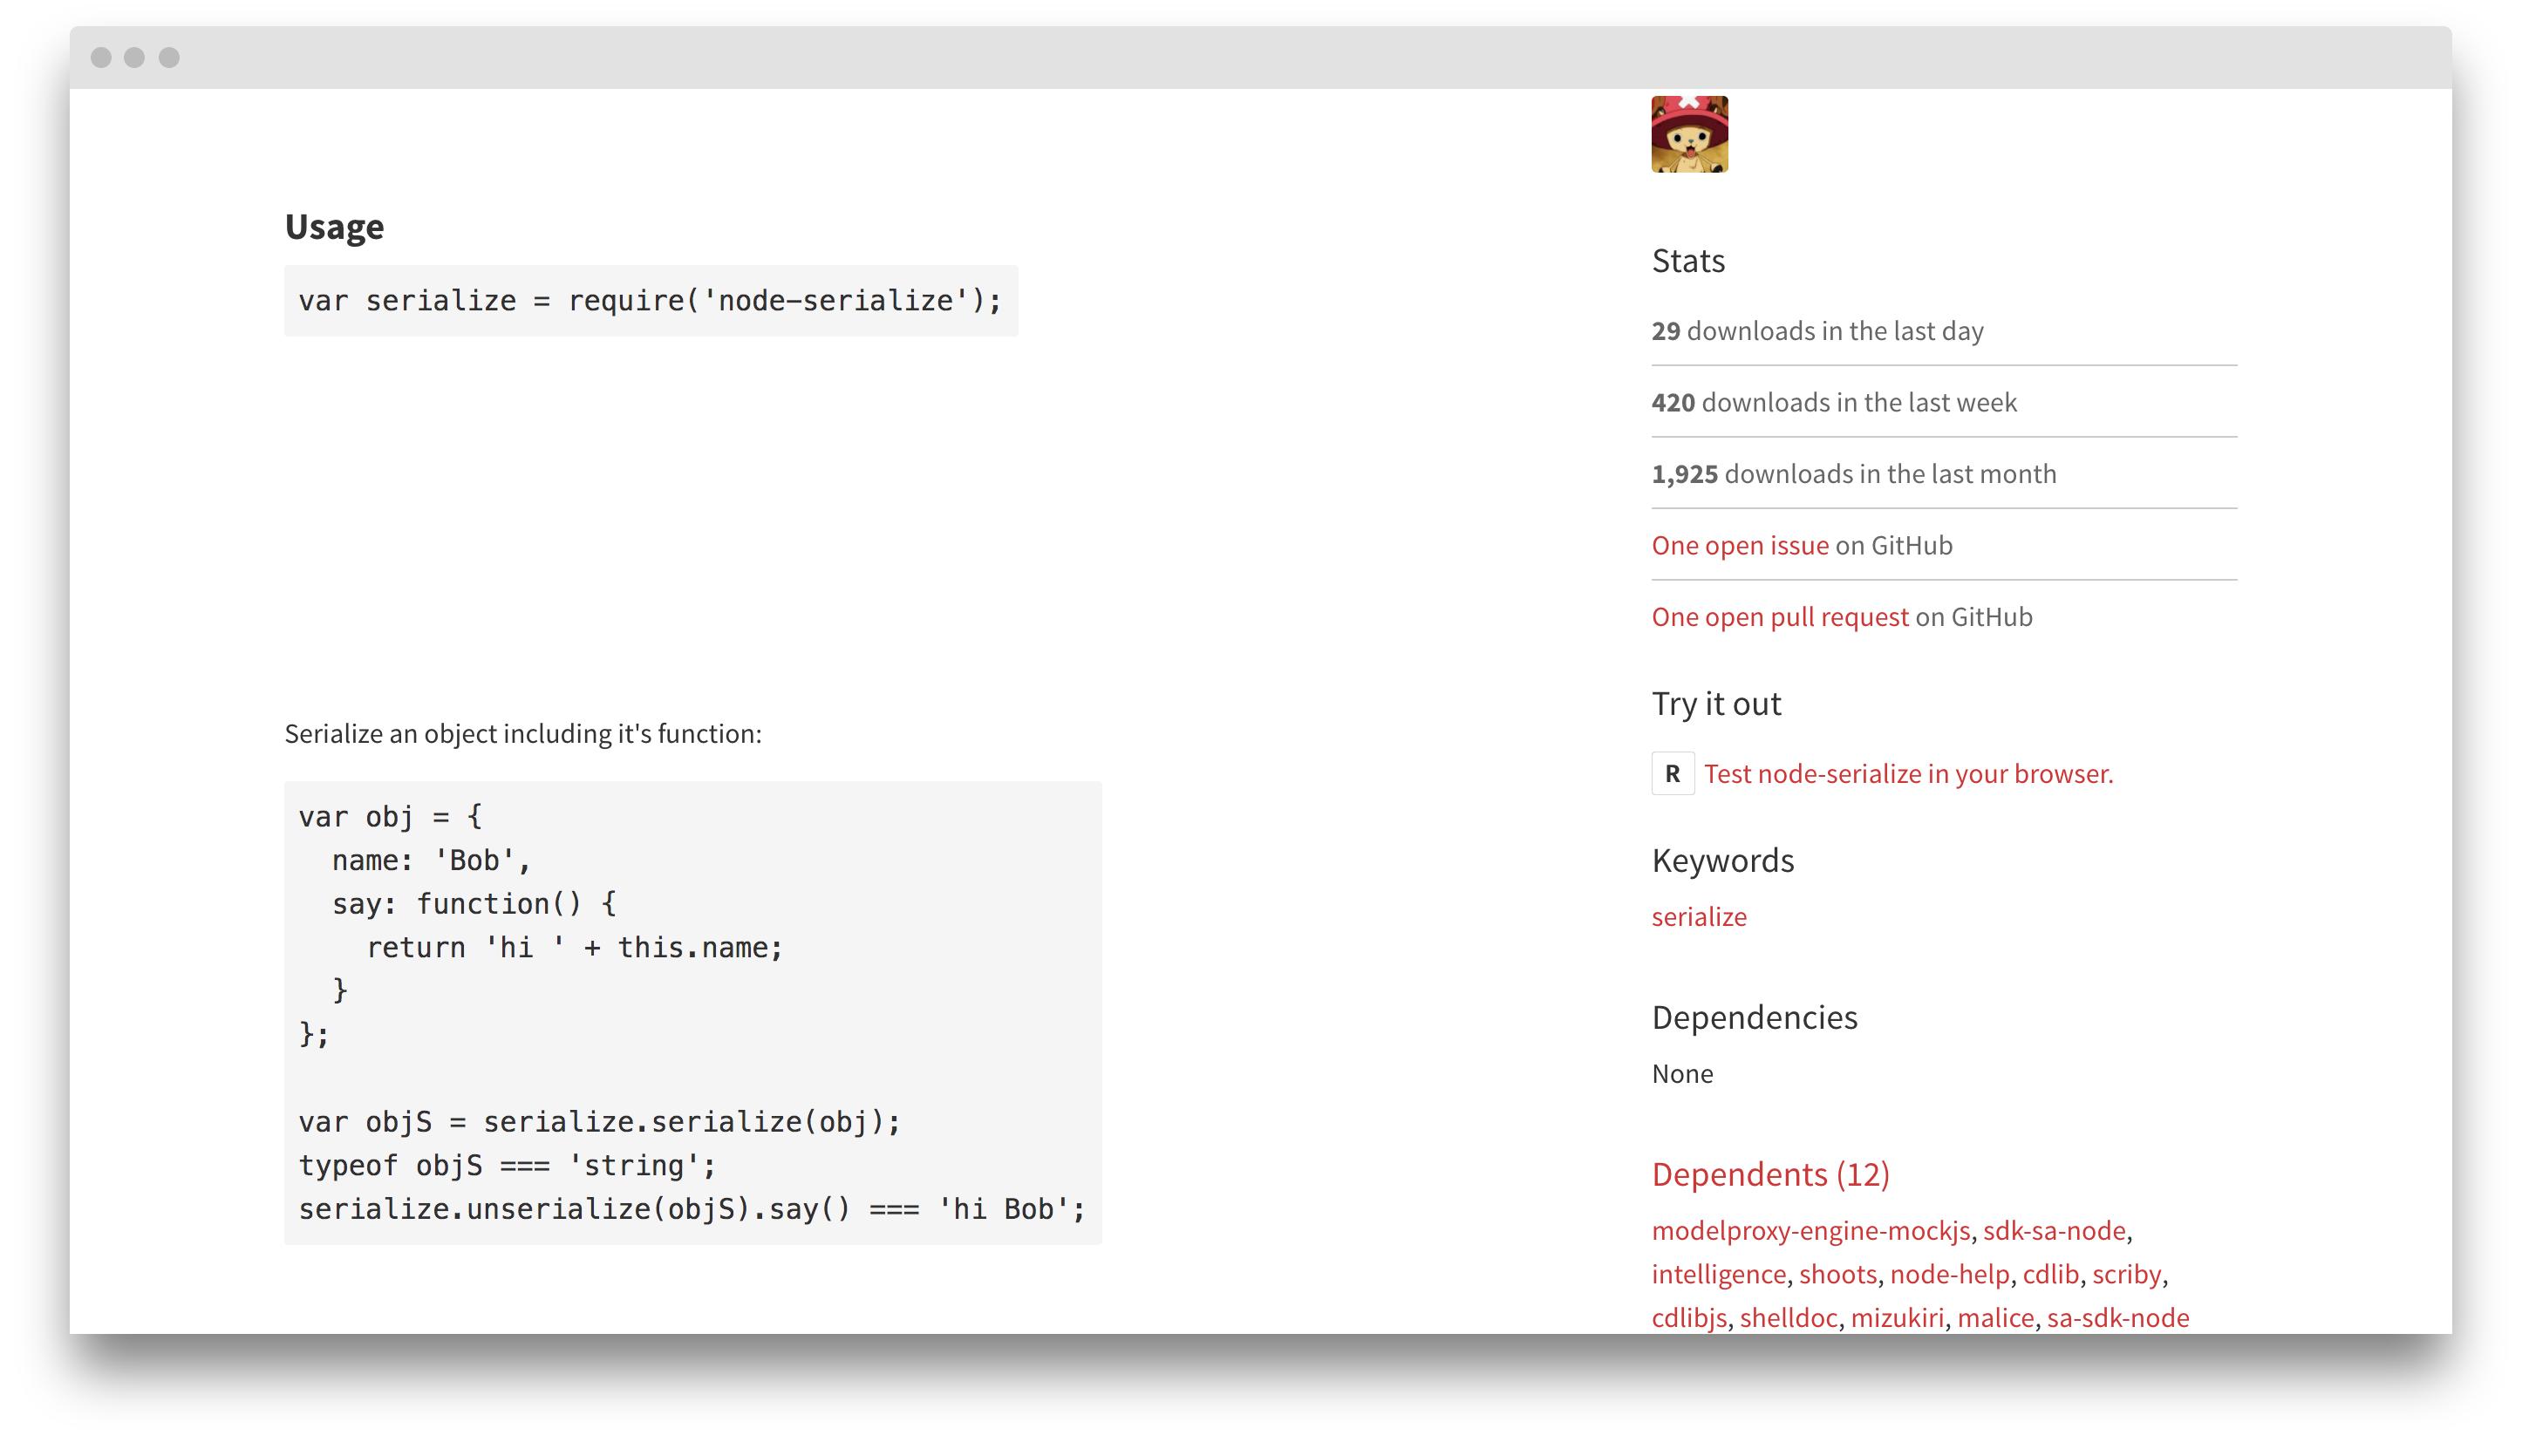 Usage
var serialize = require('node-serialize');
Serialize an object including it's function:
var obj = {
  name: 'Bob',
  say: function() {
    return 'hi ' + this.name;
  }
};
var objS = serialize.serialize(obj);
typeof objS === 'string';
serialize.unserialize(objS).say() === 'hi Bob';
Stats
29 downloads in the last day
420 downloads in the last week
1,925 downloads in the last month
One open issue on GitHub
One open pull request on GitHub
Try it out
R Test node-serialize in your browser.
Keywords
serialize
Dependencies
None
Dependents (12)
modelproxy-engine-mockjs, sdk-sa-node,
intelligence, shoots, node-help, cdlib, scriby,
cdlibjs, shelldoc, mizukiri, malice, sa-sdk-node